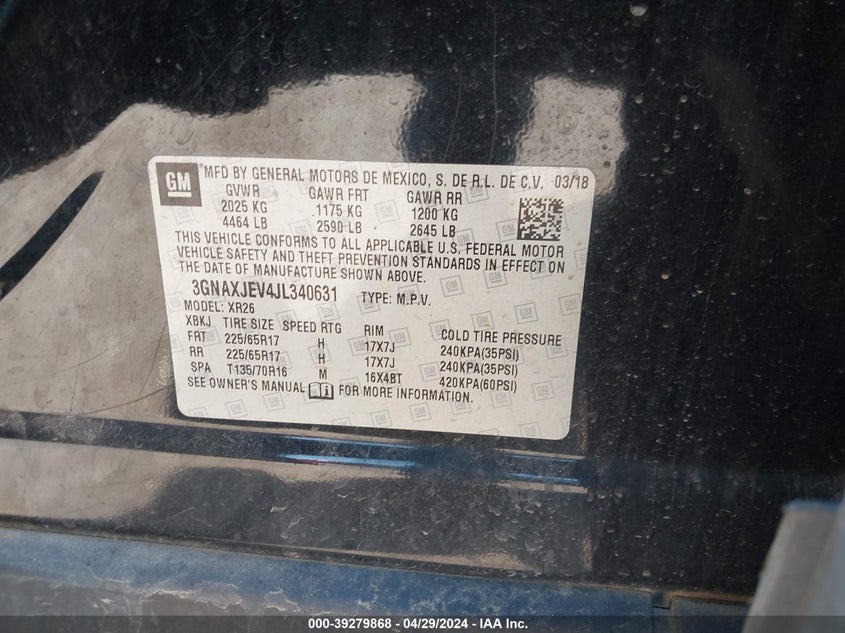 GM
MFD BY GENERAL MOTORS DE MEXICO, S. DE R.L. DE C.V. 03/18
GVWR GAWR FRT GAWR RR
2025 KG 1175 KG 1200 KG
4464 LB 2590 LB 2645 LB
THIS VEHICLE CONFORMS TO ALL APPLICABLE U.S. FEDERAL MOTOR
VEHICLE SAFETY AND THEFT PREVENTION STANDARDS IN EFFECT ON
THE DATE OF MANUFACTURE SHOWN ABOVE.
3GNAXJEV4JL340631 TYPE: M.P.V.
MODEL: XR26
XBKJ TIRE SIZE SPEED RTG RIM COLD TIRE PRESSURE
FRT 225/65R17 H 17X7J 240KPA(35PSI)
RR 225/65R17 H 17X7J 240KPA(35PSI)
SPA T135/70R16 M 16X4BT 420KPA(60PSI)
SEE OWNER'S MANUAL FOR MORE INFORMATION.
000-39279868 - 04/29/2024 - IAA Inc.